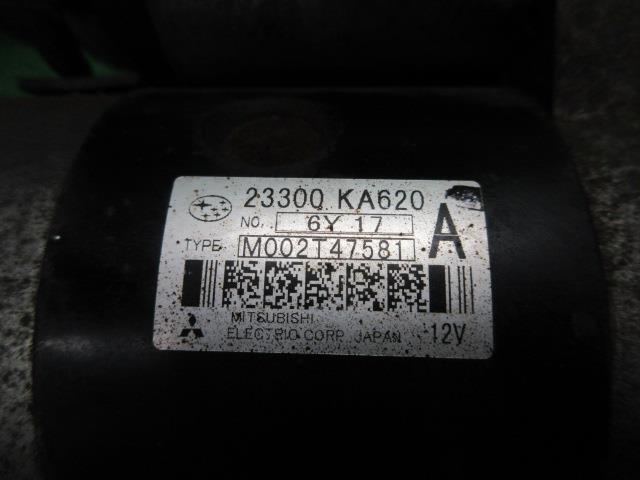 23300 KA620
NO. 6Y 17
A
TYPE M002T47581
MITSUBISHI
ELECTRIC CORP. JAPAN 12V